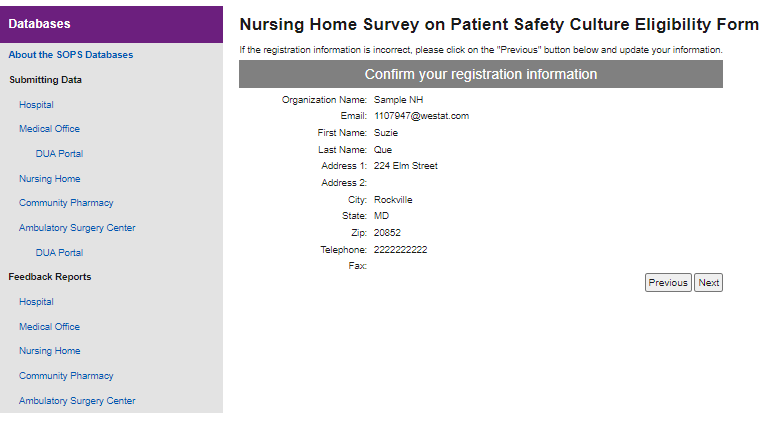 Databases
About the SOPS Databases
Submitting Data
Hospital
Medical Office
DUA Portal
Nursing Home
Community Pharmacy
Ambulatory Surgery Center
DUA Portal
Feedback Reports
Hospital
Medical Office
Nursing Home
Community Pharmacy
Ambulatory Surgery Center
Nursing Home Survey on Patient Safety Culture Eligibility Form
If the registration information is incorrect, please click on the "Previous" button below and update your information.
Confirm your registration information
Organization Name: Sample NH
Email: 1107947@westat.com
First Name: Suzie
Last Name: Que
Address 1: 224 Elm Street
Address 2:
City: Rockville
State: MD
Zip: 20852
Telephone: 2222222222
Fax:
Previous Next